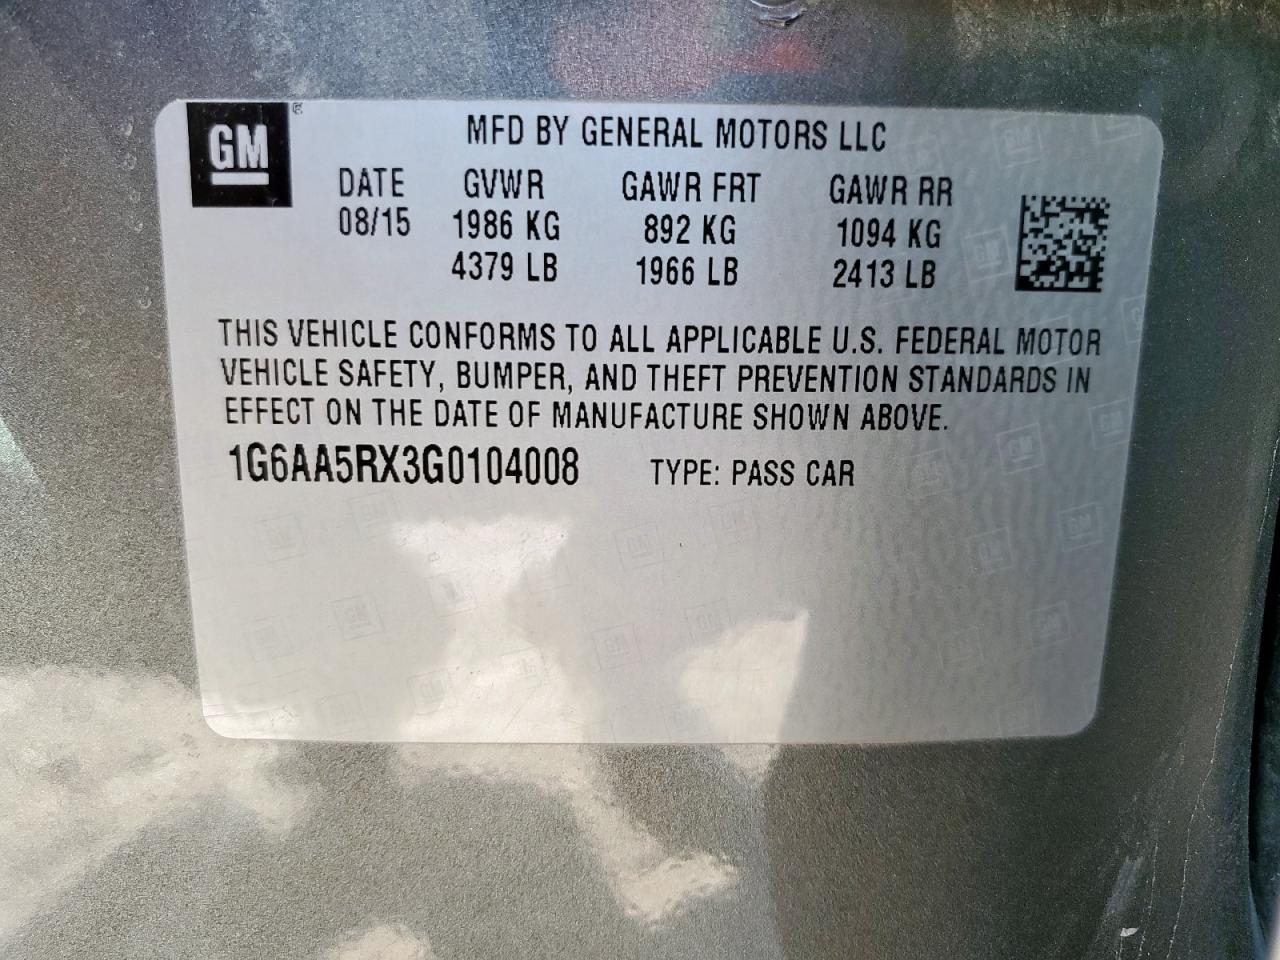 GM
MFD BY GENERAL MOTORS LLC
DATE GVWR GAWR FRT GAWR RR
08/15 1986 KG 892 KG 1094 KG
4379 LB 1966 LB 2413 LB
THIS VEHICLE CONFORMS TO ALL APPLICABLE U.S. FEDERAL MOTOR
VEHICLE SAFETY, BUMPER, AND THEFT PREVENTION STANDARDS IN
EFFECT ON THE DATE OF MANUFACTURE SHOWN ABOVE.
1G6AA5RX3G0104008 TYPE: PASS CAR